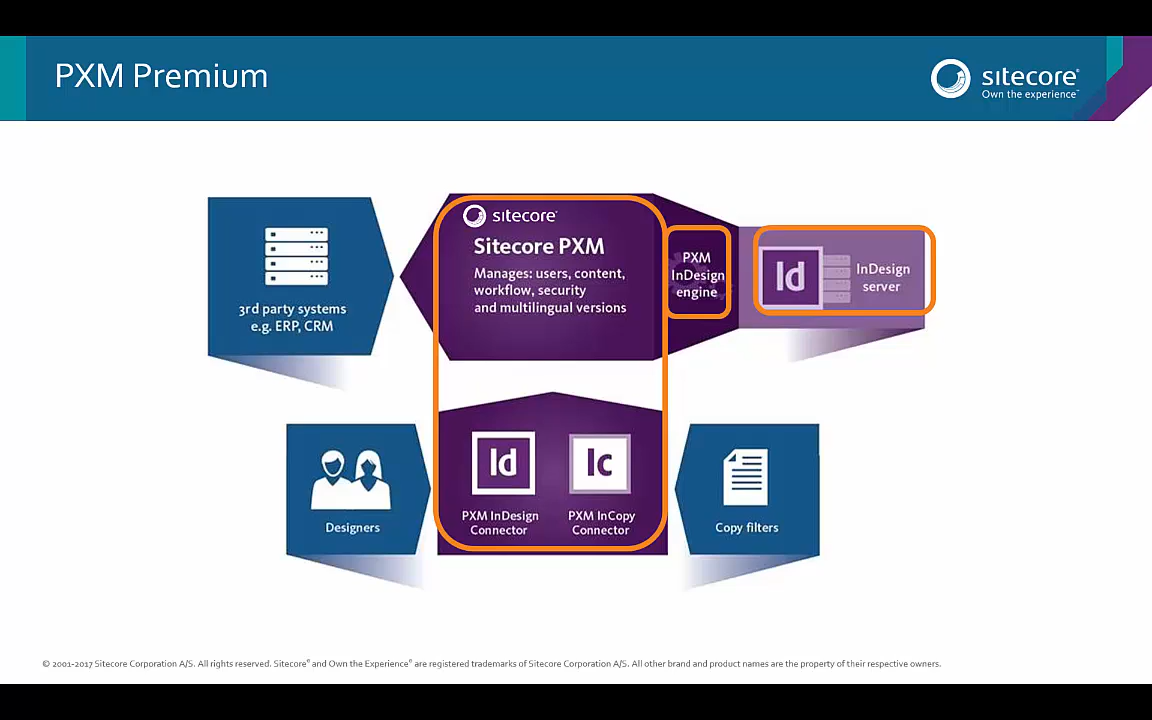 PXM Premium
sitecore®
Own the experience™
sitecore®
Sitecore PXM
Manages: users, content,
workflow, security
and multilingual versions
3rd party systems
e.g. ERP, CRM
PXM
InDesign
engine
Id
InDesign
server
Designers
Id
PXM InDesign
Connector
Ic
PXM InCopy
Connector
Copy filters
© 2001-2017 Sitecore Corporation A/S. All rights reserved. Sitecore® and Own the Experience® are registered trademarks of Sitecore Corporation A/S. All other brand and product names are the property of their respective owners.